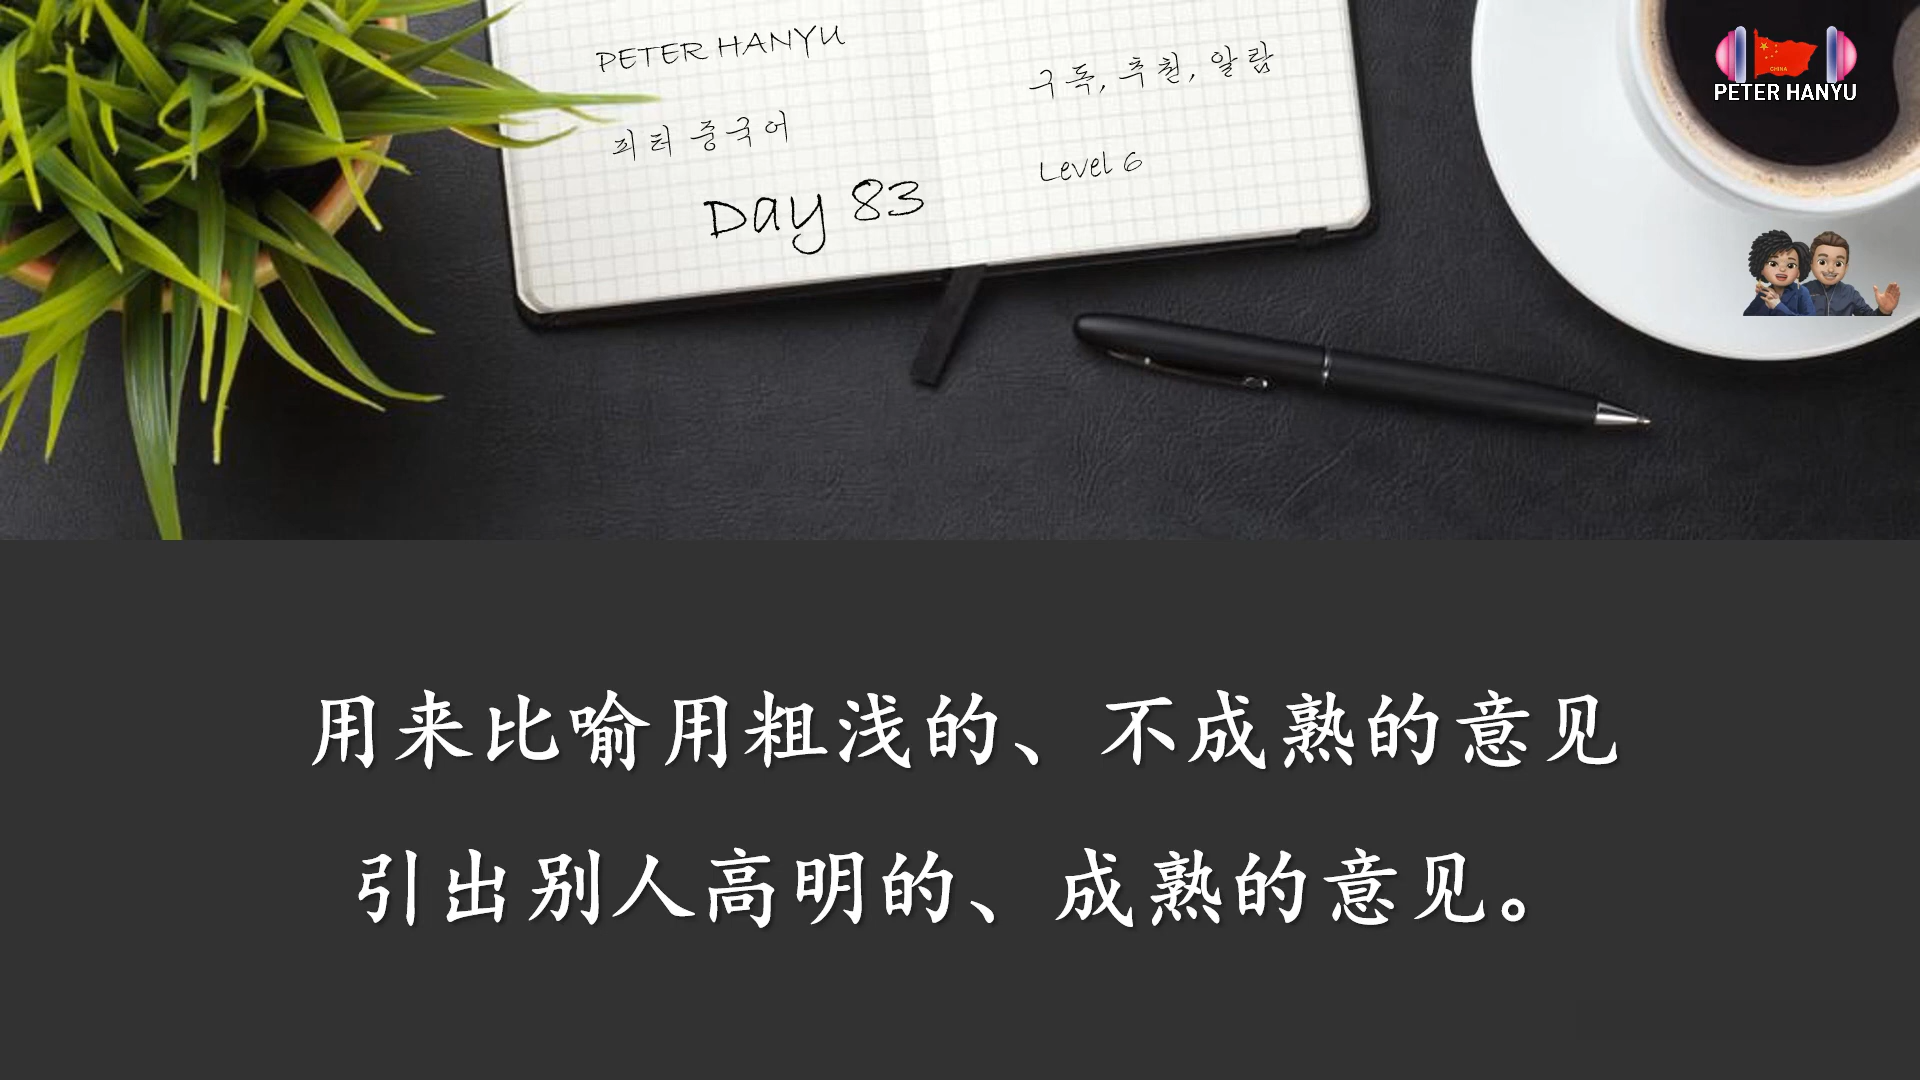 PETER HANYU
피터 중국어
Day 83
구독, 추천, 알람
Level 6
CHINA
PETER HANYU
用来比喻用粗浅的、不成熟的意见
引出别人高明的、成熟的意见。